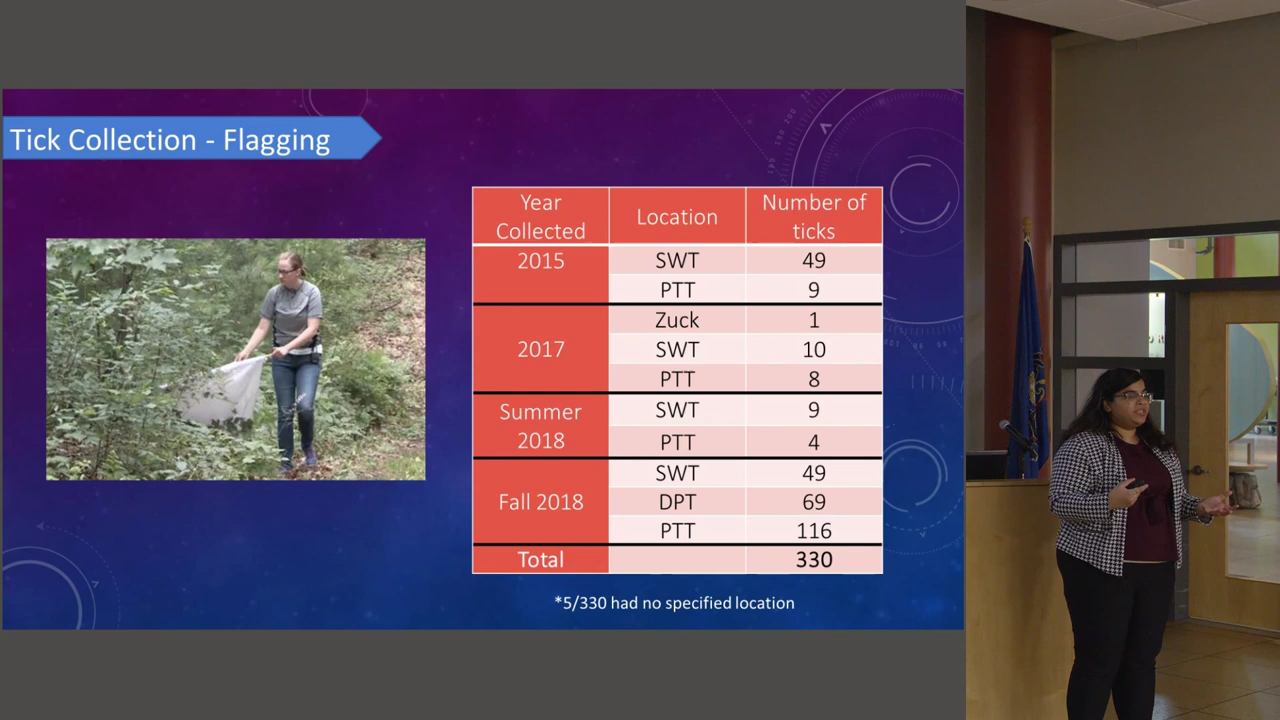 Tick Collection - Flagging
Year Collected Location Number of ticks
2015 SWT 49
PTT 9
2017 Zuck 1
SWT 10
PTT 8
Summer 2018 SWT 9
PTT 4
Fall 2018 SWT 49
DPT 69
PTT 116
Total 330
*5/330 had no specified location